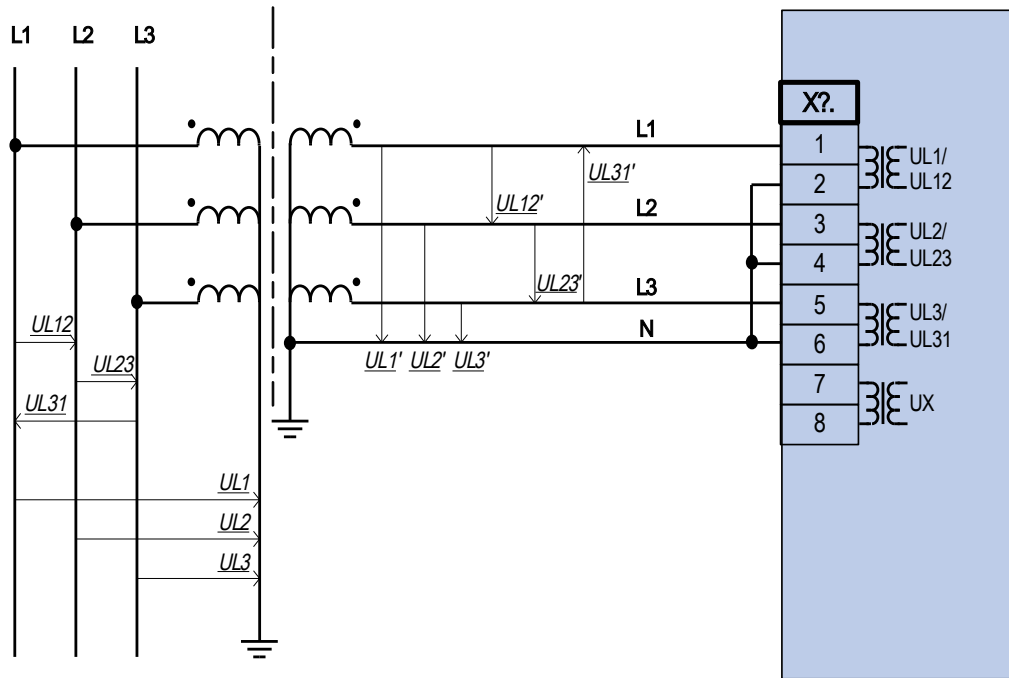 L1 L2 L3
X?.
L1
L2
L3
N
UL31'
UL12'
UL23'
UL1' UL2' UL3'
UL12
UL23
UL31
UL1
UL2
UL3
1
2
3
4
5
6
7
8
UL1/
UL12
UL2/
UL23
UL3/
UL31
UX